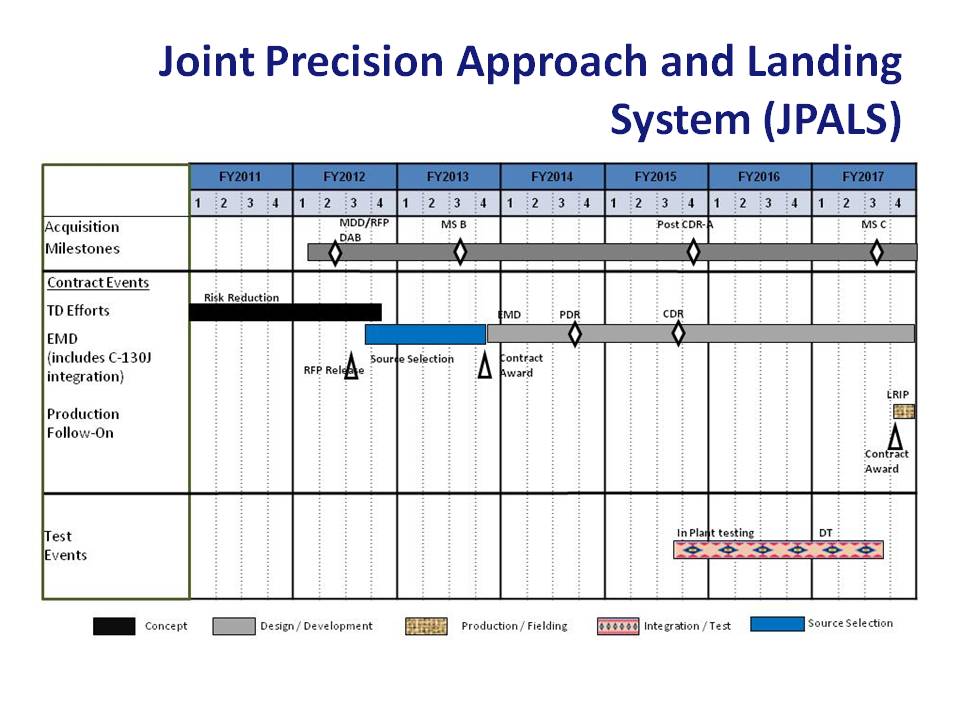 Joint Precision Approach and Landing
System (JPALS)
FY2011 FY2012 FY2013 FY2014 FY2015 FY2016 FY2017
1 2 3 4 1 2 3 4 1 2 3 4 1 2 3 4 1 2 3 4 1 2 3 4 1 2 3 4
Acquisition
Milestones
MDD/RFP
DAB
MS B
Post CDR-A
MS C
Contract Events
TD Efforts
Risk Reduction
EMD
(includes C-130J
integration)
EMD
PDR
CDR
RFP Release
Source Selection
Contract
Award
Production
Follow-On
LRIP
Contract
Award
Test
Events
In Plant testing
DT
Concept
Design / Development
Production / Fielding
Integration / Test
Source Selection